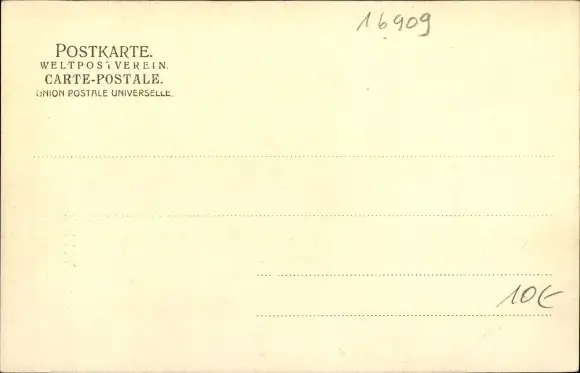 16909
POSTKARTE.
WELTPOSTVEREIN.
CARTE-POSTALE.
UNION POSTALE UNIVERSELLE.
10€